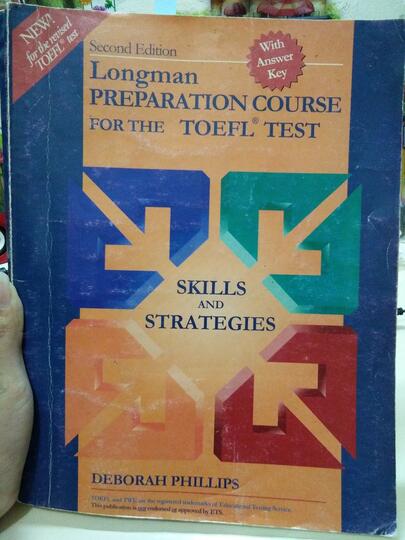 NEW!
for the revised
TOEFL® test
Second Edition
With
Answer
Key
Longman
PREPARATION COURSE
FOR THE TOEFL® TEST
SKILLS
AND
STRATEGIES
DEBORAH PHILLIPS
TOEFL and TWE are the registered trademarks of Educational Testing Service.
This publication is not endorsed or approved by ETS.